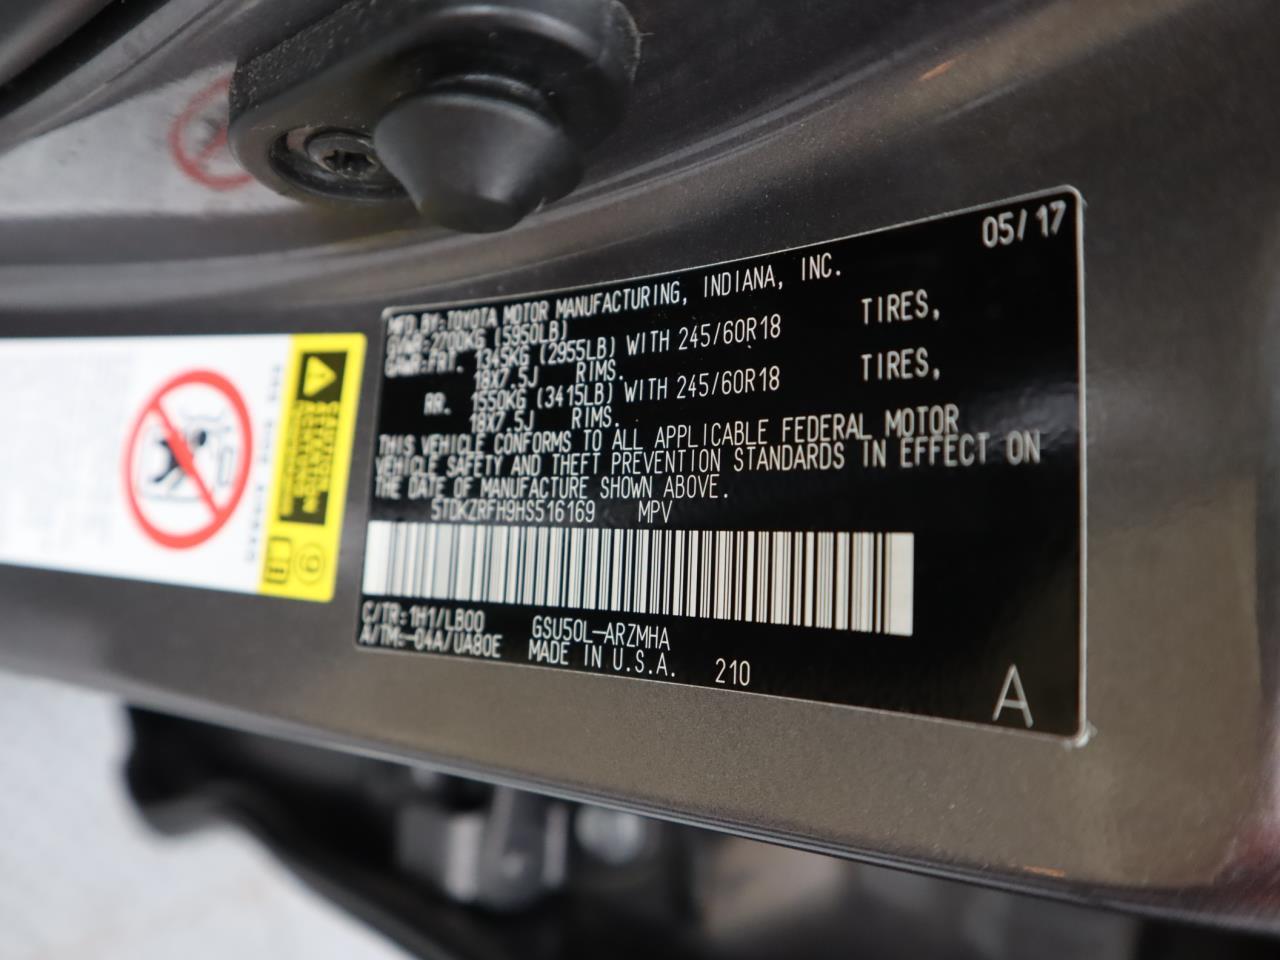 05/17
MFD.BY:TOYOTA MOTOR MANUFACTURING, INDIANA, INC.
GVWR:2700KG (5950LB)
GAWR:FRT. 1345KG (2955LB) WITH 245/60R18 TIRES,
18X7.5J RIMS.
RR. 1550KG (3415LB) WITH 245/60R18 TIRES,
18X7.5J RIMS.
THIS VEHICLE CONFORMS TO ALL APPLICABLE FEDERAL MOTOR
VEHICLE SAFETY AND THEFT PREVENTION STANDARDS IN EFFECT ON
THE DATE OF MANUFACTURE SHOWN ABOVE.
5TDKZRFH9HS516169 MPV
C/TR:1H1/LB00
A/TM:-04A/UA80E
GSU50L-ARZMHA
MADE IN U.S.A.
210
A